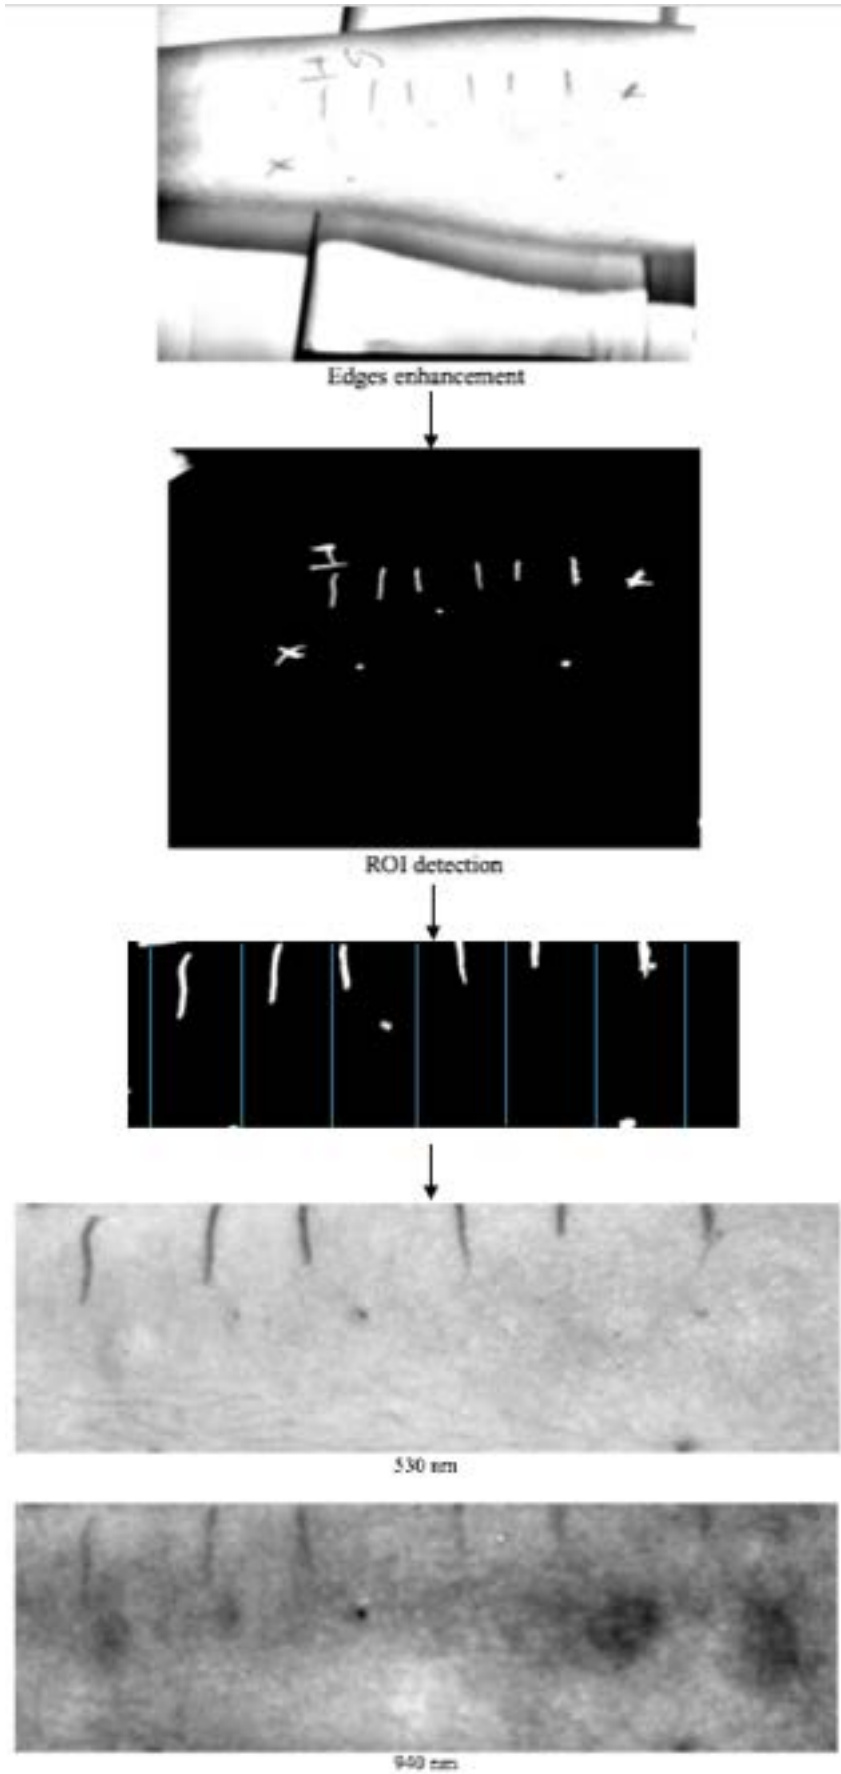 H
S
Edges enhancement
ROI detection
530 nm
940 nm